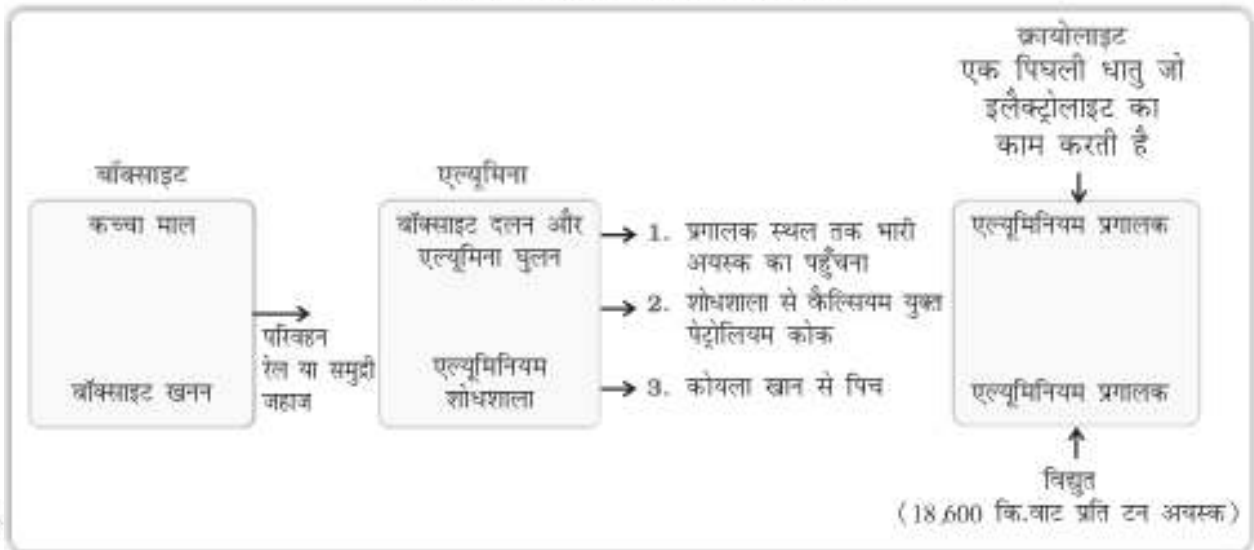 क्रायोलाइट
एक पिघली धातु जो
इलैक्ट्रोलाइट का
काम करती है
बॉक्साइट
कच्चा माल
बॉक्साइट खनन
परिवहन
रेल या समुद्री
जहाज
एल्यूमिना
बॉक्साइट दलन और
एल्यूमिना घुलन
एल्यूमिनियम
शोधशाला
1. प्रगालक स्थल तक भारी
अयस्क का पहुँचना
2. शोधशाला से कैल्सियम युक्त
पेट्रोलियम कोक
3. कोयला खान से पिच
एल्यूमिनियम प्रगालक
एल्यूमिनियम प्रगालक
विद्युत
(18,600 कि.वाट प्रति टन अयस्क)